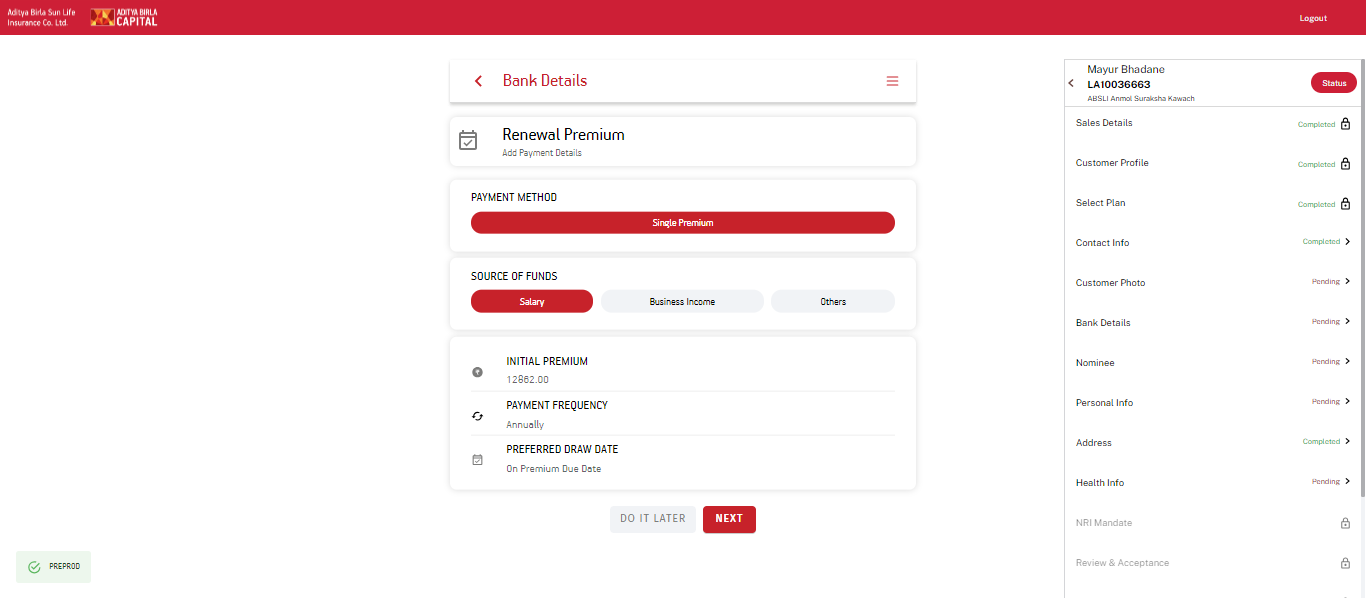 Aditya Birla Sun Life
Insurance Co. Ltd.
ADITYA BIRLA
CAPITAL
Logout
Bank Details
Renewal Premium
Add Payment Details
PAYMENT METHOD
Single Premium
SOURCE OF FUNDS
Salary
Business Income
Others
INITIAL PREMIUM
12862.00
PAYMENT FREQUENCY
Annually
PREFERRED DRAW DATE
On Premium Due Date
DO IT LATER
NEXT
PREPROD
Mayur Bhadane
LA10036663
ABSLI Anmol Suraksha Kawach
Status
Sales Details Completed
Customer Profile Completed
Select Plan Completed
Contact Info Completed
Customer Photo Pending
Bank Details Pending
Nominee Pending
Personal Info Pending
Address Completed
Health Info Pending
NRI Mandate
Review & Acceptance